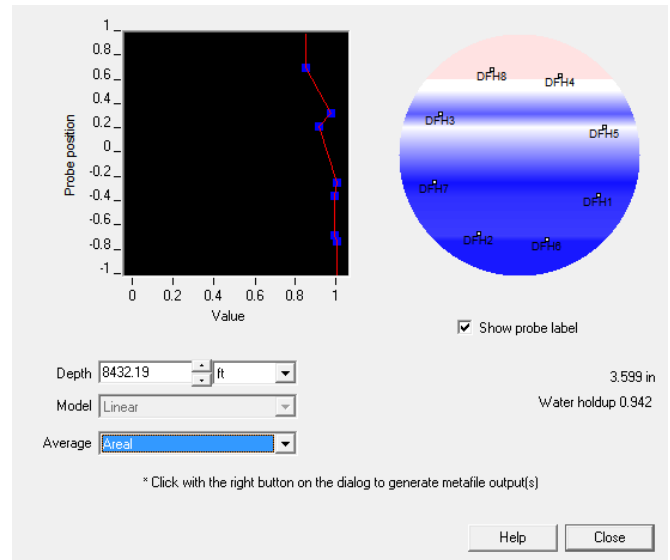 1
0.8
0.6
0.4
0.2
0
-0.2
-0.4
-0.6
-0.8
-1
Probe position
0 0.2 0.4 0.6 0.8 1
Value
DFH8
DFH4
DFH3
DFH5
DFH7
DFH1
DFH2
DFH6
Show probe label
Depth 8432.19 ft
3.599 in
Model Linear
Water holdup 0.942
Average Areal
* Click with the right button on the dialog to generate metafile output(s)
Help Close